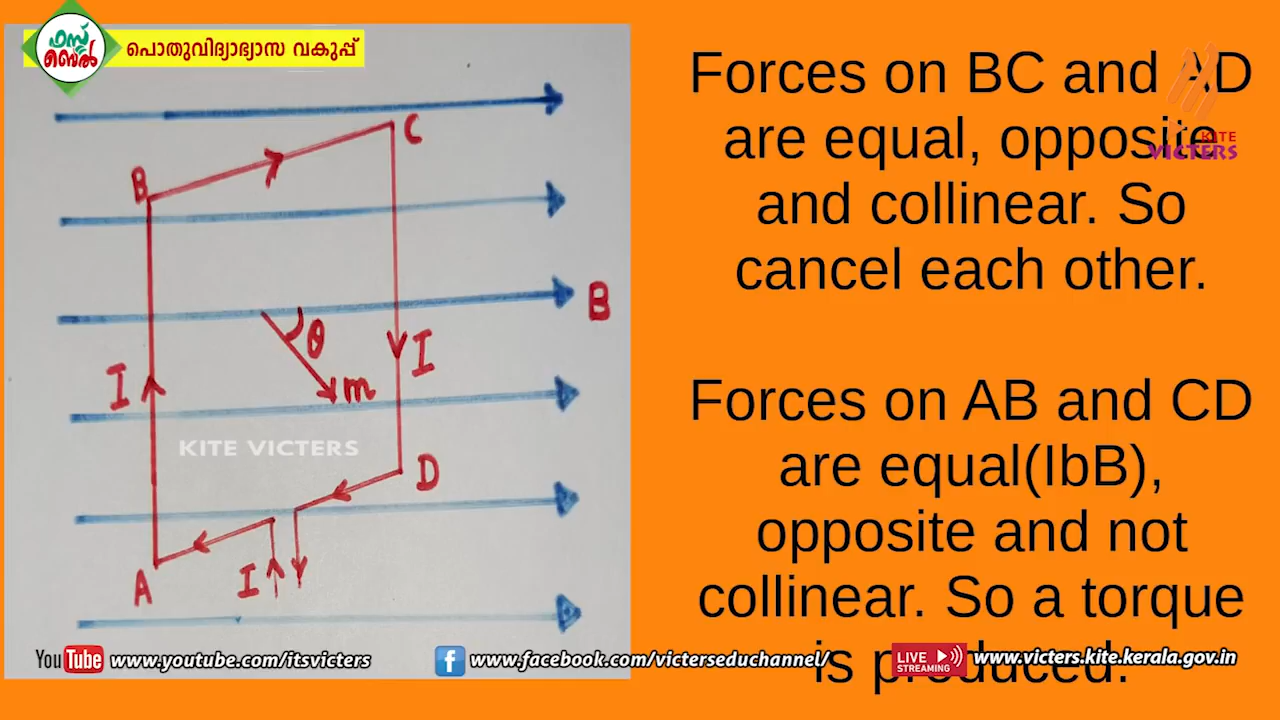 ഫസ്റ്റ്
ബെൽ
പൊതുവിദ്യാഭ്യാസ വകുപ്പ്
B
C
I
θ
m
I
B
KITE VICTERS
D
A
I
Forces on BC and AD
are equal, opposite
and collinear. So
cancel each other.
KITE
VICTERS
Forces on AB and CD
are equal(IbB),
opposite and not
collinear. So a torque
is produced.
YouTube www.youtube.com/itsvicters
f www.facebook.com/victerseduchannel/
LIVE
STREAMING
www.victers.kite.kerala.gov.in